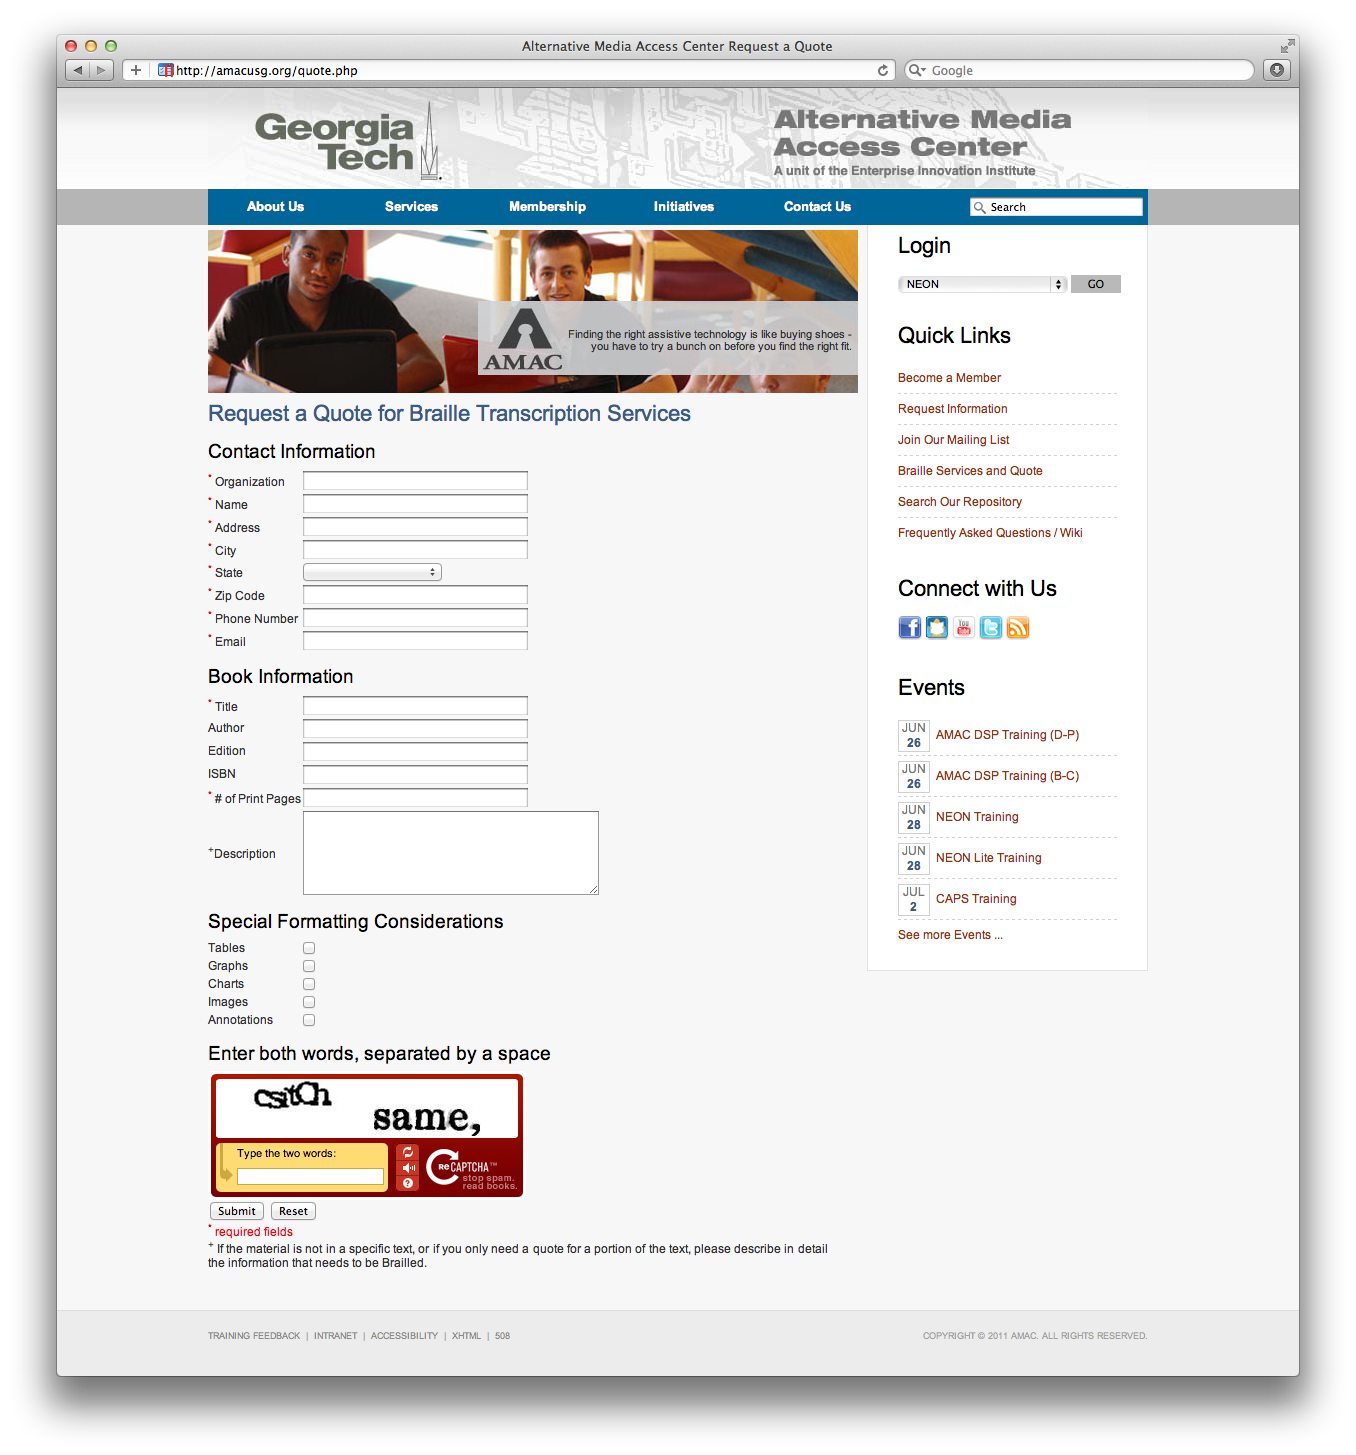 Alternative Media Access Center Request a Quote
http://amacusg.org/quote.php
Google
Georgia
Tech
Alternative Media
Access Center
A unit of the Enterprise Innovation Institute
About Us
Services
Membership
Initiatives
Contact Us
Search
AMAC
Finding the right assistive technology is like buying shoes -
you have to try a bunch on before you find the right fit.
Request a Quote for Braille Transcription Services
Contact Information
* Organization
* Name
* Address
* City
* State
* Zip Code
* Phone Number
* Email
Book Information
* Title
Author
Edition
ISBN
* # of Print Pages
+Description
Special Formatting Considerations
Tables
Graphs
Charts
Images
Annotations
Enter both words, separated by a space
csitch
same,
Type the two words:
reCAPTCHA™
stop spam.
read books.
Submit
Reset
* required fields
+ If the material is not in a specific text, or if you only need a quote for a portion of the text, please describe in detail
the information that needs to be Brailled.
Login
NEON
GO
Quick Links
Become a Member
Request Information
Join Our Mailing List
Braille Services and Quote
Search Our Repository
Frequently Asked Questions / Wiki
Connect with Us
f
You
Tube
t
Events
JUN
26
AMAC DSP Training (D-P)
JUN
26
AMAC DSP Training (B-C)
JUN
28
NEON Training
JUN
28
NEON Lite Training
JUL
2
CAPS Training
See more Events ...
TRAINING FEEDBACK | INTRANET | ACCESSIBILITY | XHTML | 508
COPYRIGHT © 2011 AMAC. ALL RIGHTS RESERVED.